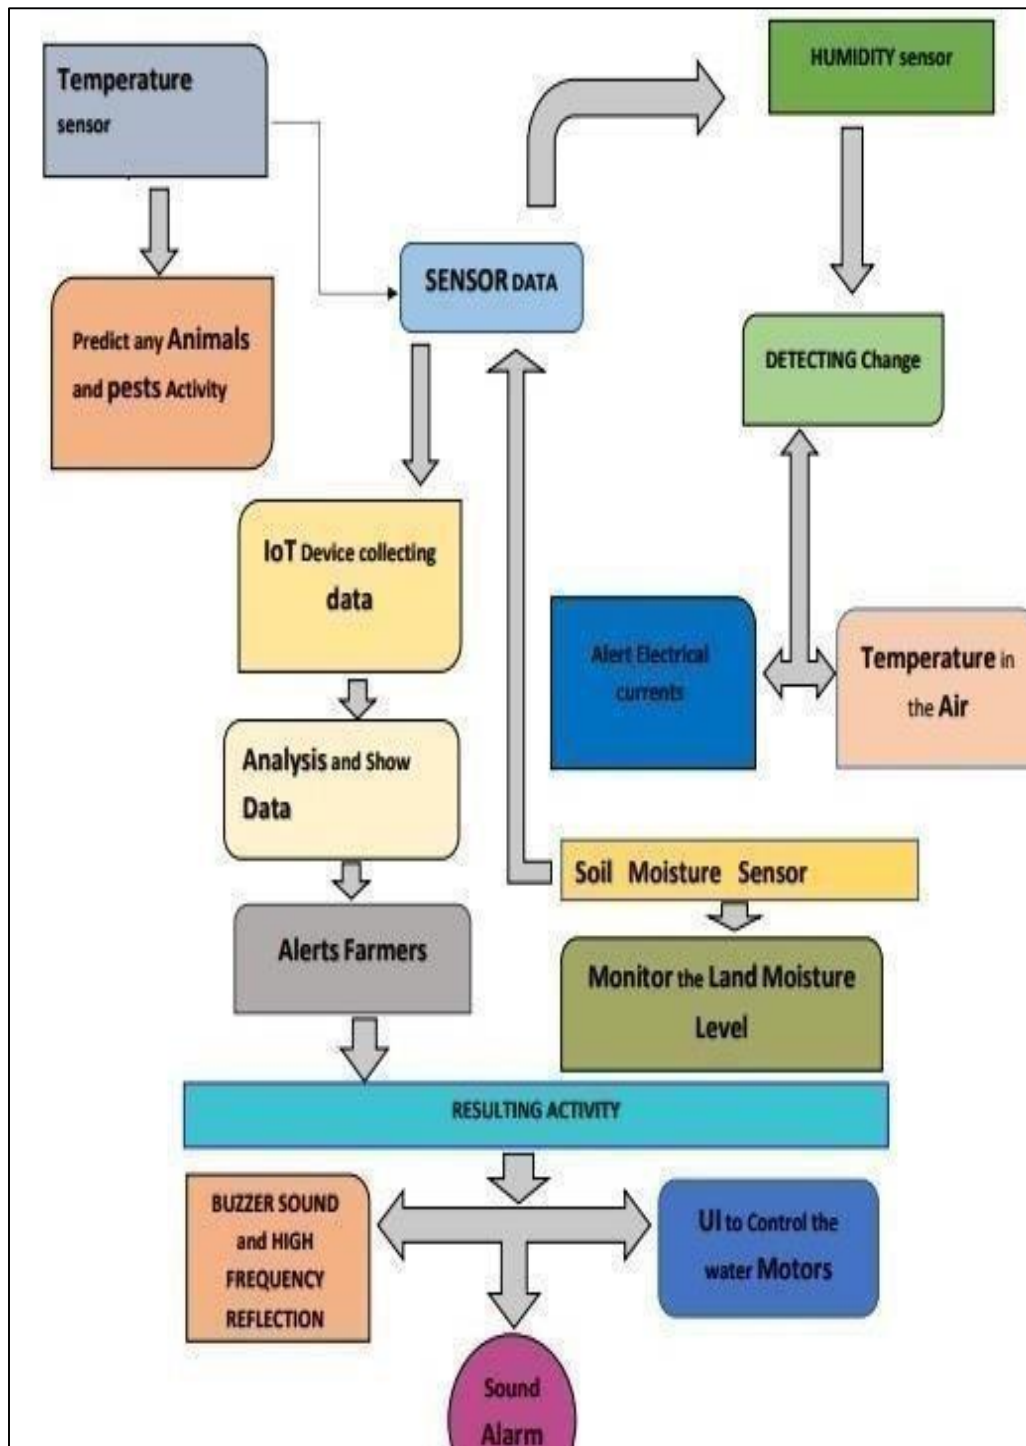 Temperature
sensor
HUMIDITY sensor
SENSOR DATA
Predict any Animals
and pests Activity
DETECTING Change
IoT Device collecting
data
Alert Electrical
currents
Temperature in
the Air
Analysis and Show
Data
Soil Moisture Sensor
Alerts Farmers
Monitor the Land Moisture
Level
RESULTING ACTIVITY
BUZZER SOUND
and HIGH
FREQUENCY
REFLECTION
UI to Control the
water Motors
Sound
Alarm